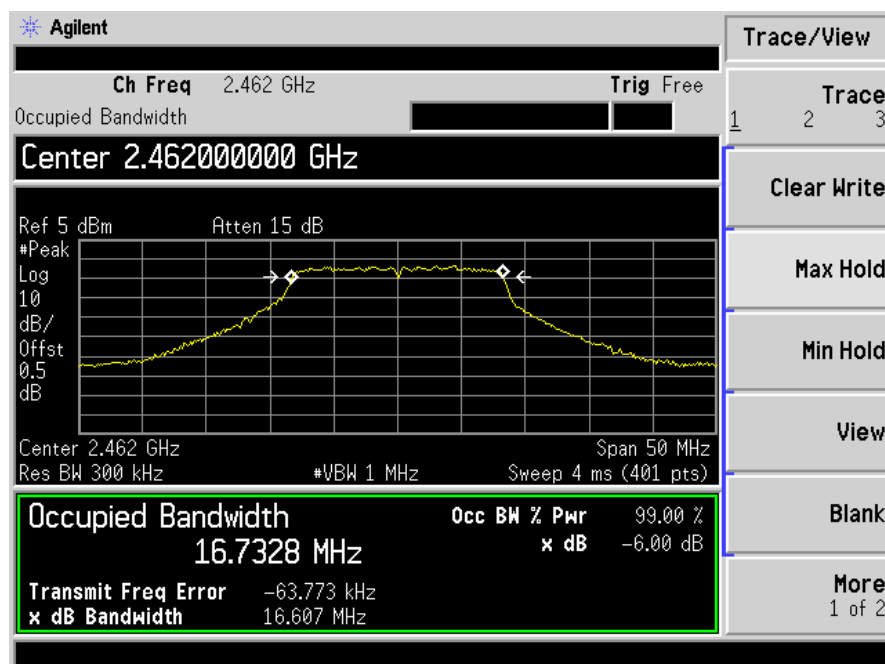 Agilent
Trace/View
Ch Freq 2.462 GHz Trig Free
Occupied Bandwidth
Trace
1 2 3
Center 2.462000000 GHz
Clear Write
Ref 5 dBm Atten 15 dB
#Peak
Log
10
dB/
Offst
0.5
dB
Max Hold
Min Hold
View
Center 2.462 GHz Span 50 MHz
Res BW 300 kHz #VBW 1 MHz Sweep 4 ms (401 pts)
Blank
Occupied Bandwidth Occ BW % Pwr 99.00 %
16.7328 MHz x dB -6.00 dB
Transmit Freq Error -63.773 kHz
x dB Bandwidth 16.607 MHz
More
1 of 2